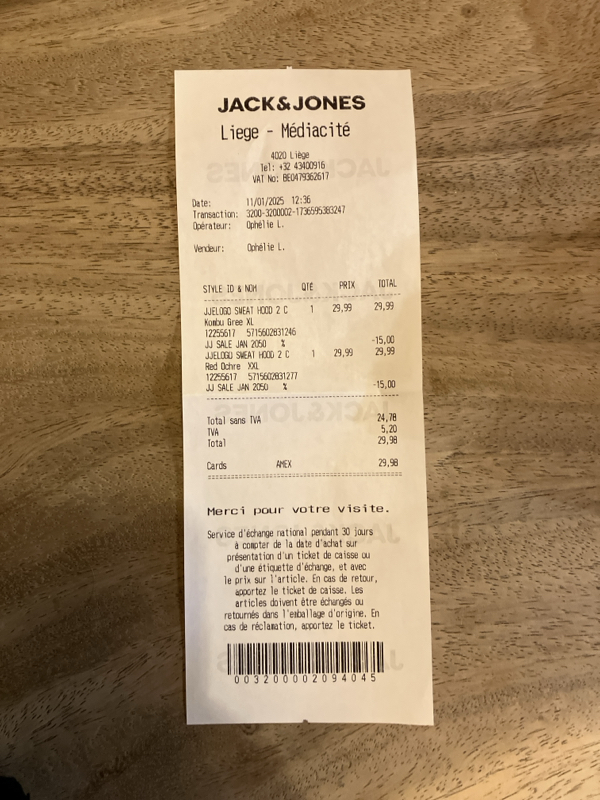 JACK&JONES
Liege - Médiacité
4020 Liège
Tel: +32 43400916
VAT No: BE0479362617
Date: 11/01/2025 12:36
Transaction: 3200-3200002-1736595383247
Opérateur: Ophélie L.
Vendeur: Ophélie L.
STYLE ID & NOM QTÉ PRIX TOTAL
JJELOGO SWEAT HOOD 2 C 1 29,99 29,99
Kombu Gree XL
12255617 5715602831246
JJ SALE JAN 2050 % -15,00
JJELOGO SWEAT HOOD 2 C 1 29,99 29,99
Red Ochre XXL
12255617 5715602831277
JJ SALE JAN 2050 % -15,00
Total sans TVA 24,78
TVA 5,20
Total 29,98
Cards AMEX 29,98
Merci pour votre visite.
Service d'échange national pendant 30 jours
à compter de la date d'achat sur
présentation d'un ticket de caisse ou
d'une étiquette d'échange, et avec
le prix sur l'article. En cas de retour,
apportez le ticket de caisse. Les
articles doivent être échangés ou
retournés dans l'emballage d'origine. En
cas de réclamation, apportez le ticket.
0032000002094045